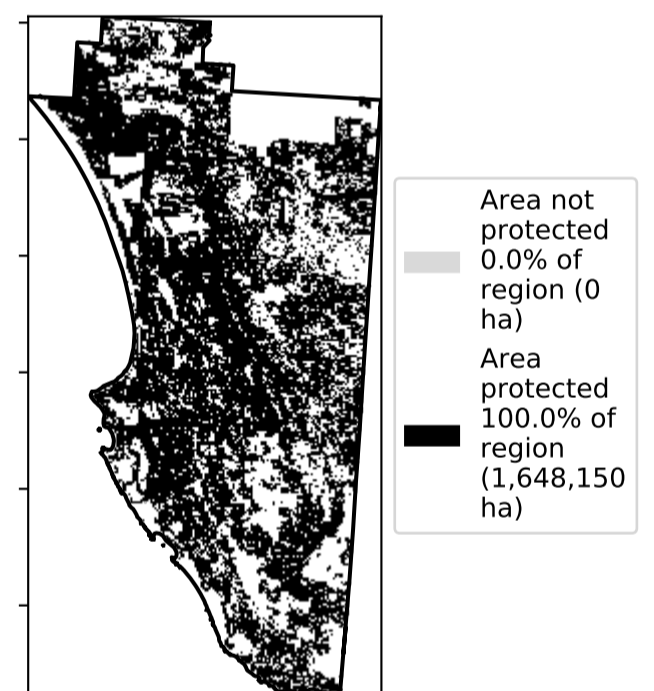 Area not
protected
0.0% of
region (0
ha)
Area
protected
100.0% of
region
(1,648,150
ha)